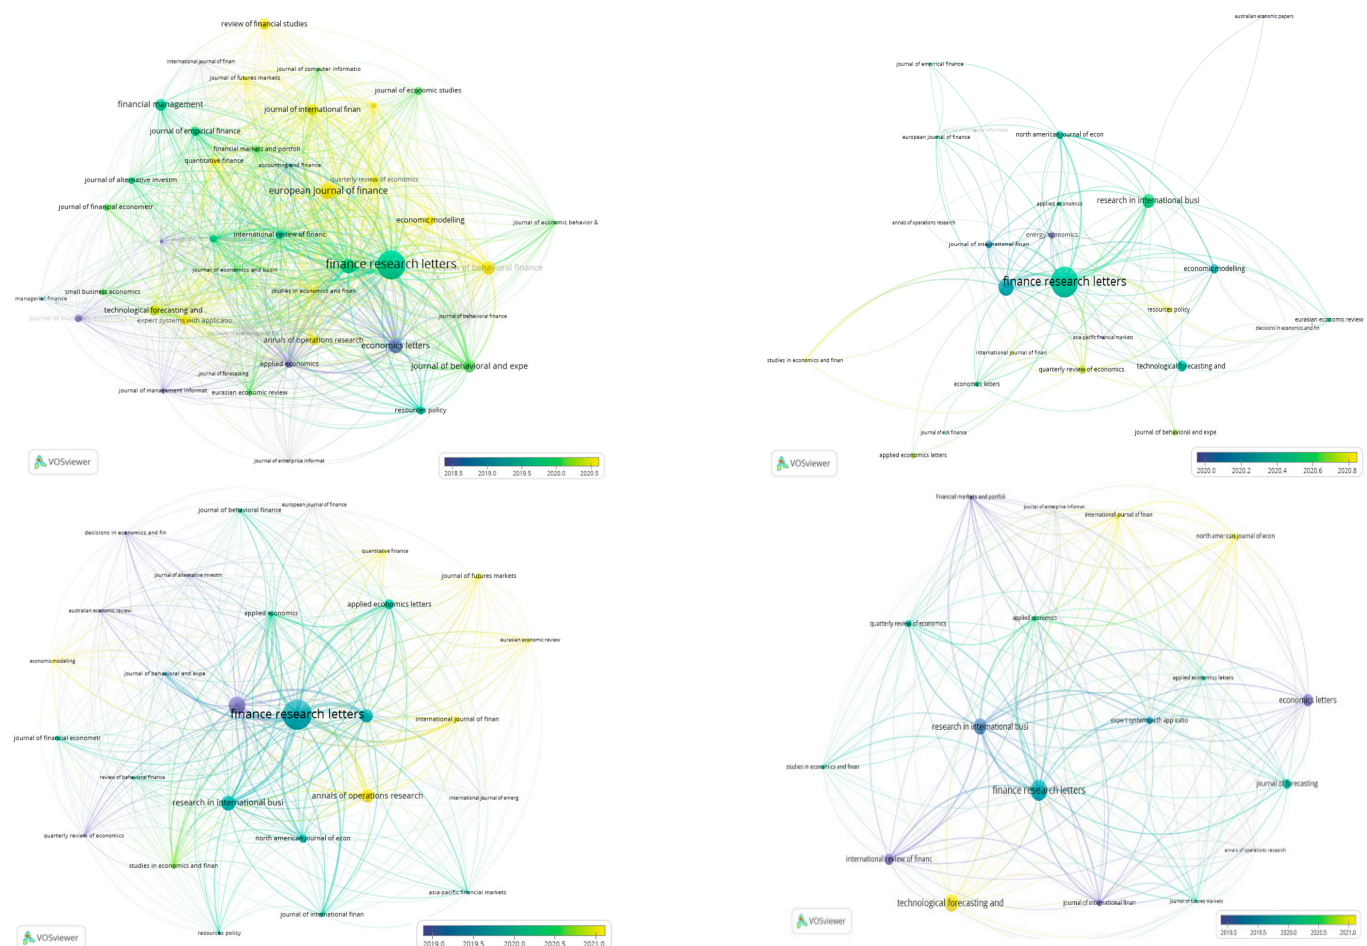 review of financial studies
international journal of finan
journal of computer informatio
journal of futures markets
journal of economic studies
financial management
journal of international finan
journal of empirical finance
financial markets and portfoli
quantitative finance
accounting and finance
journal of alternative investm
quarterly review of economics
european journal of finance
journal of financial econometr
economic modelling
journal of economic behavior &
international review of financ
finance research letters
of behavioral finance
journal of economics and busin
small business economics
studies in economics and finan
managerial finance
technological forecasting and
expert systems with applicatio
journal of behavioral finance
annals of operations research
economics letters
applied economics
journal of behavioral and expe
journal of forecasting
journal of management informat
eurasian economic review
resources policy
journal of enterprise informat
VOSviewer
2018.5 2019.0 2019.5 2020.0 2020.5
australian economic papers
journal of empirical finance
journal of computer informatio
european journal of finance
north american journal of econ
research in international busi
applied economics
annals of operations research
energy economics
journal of international finan
economic modelling
finance research letters
resources policy
eurasian economic review
decisions in economics and fin
asia-pacific financial markets
international journal of finan
studies in economics and finan
quarterly review of economics
technological forecasting and
economics letters
journal of behavioral and expe
journal of asia finance
applied economics letters
VOSviewer
2020.0 2020.2 2020.4 2020.6 2020.8
european journal of finance
journal of behavioral finance
decisions in economics and fin
quantitative finance
journal of alternative investm
journal of futures markets
applied economics letters
australian economic review
applied economics
eurasian economic review
economic modelling
journal of behavioral and expe
finance research letters
international journal of finan
journal of financial econometr
review of behavioral finance
annals of operations research
international journal of emerg
research in international busi
quarterly review of economics
north american journal of econ
studies in economics and finan
asia-pacific financial markets
journal of international finan
resources policy
VOSviewer
2019.0 2019.5 2020.0 2020.5 2021.0
financial markets and portfoli
journal of enterprise informat
international journal of finan
north american journal of econ
quarterly review of economics
applied economics
applied economics letters
economics letters
research in international busi
expert systems with applicatio
studies in economics and finan
journal of forecasting
finance research letters
annals of operations research
international review of financ
technological forecasting and
journal of international finan
journal of futures markets
VOSviewer
2019.0 2019.5 2020.0 2020.5 2021.0